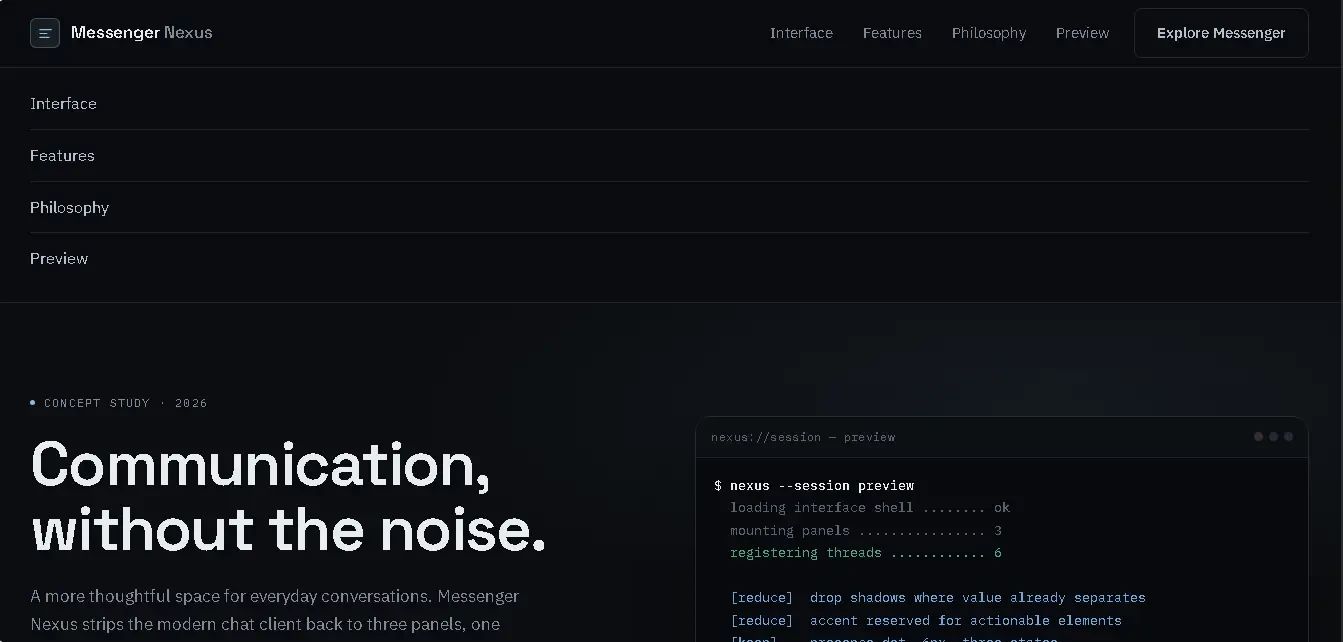 Messenger Nexus
Interface
Features
Philosophy
Preview
Explore Messenger
Interface
Features
Philosophy
Preview
CONCEPT STUDY · 2026
Communication,
without the noise.
A more thoughtful space for everyday conversations. Messenger
Nexus strips the modern chat client back to three panels, one
nexus://session — preview
$ nexus --session preview
loading interface shell ........ ok
mounting panels ................ 3
registering threads ............ 6
[reduce]  drop shadows where value already separates
[reduce]  accent reserved for actionable elements